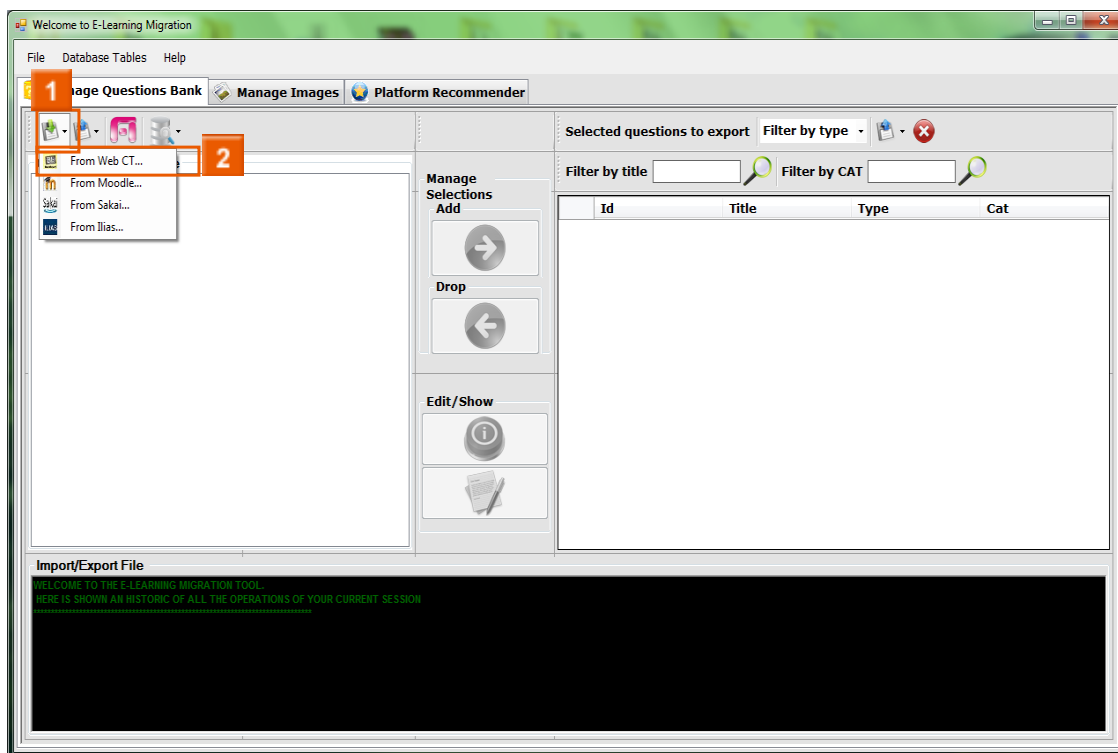 Welcome to E-Learning Migration
File Database Tables Help
1
nage Questions Bank Manage Images Platform Recommender
Selected questions to export Filter by type
2
From Web CT...
From Moodle...
Sakai From Sakai...
ILIAS From Ilias...
Filter by title Filter by CAT
Manage
Selections
Add
Drop
Edit/Show
Id Title Type Cat
Import/Export File
WELCOME TO THE E-LEARNING MIGRATION TOOL.
HERE IS SHOWN AN HISTORIC OF ALL THE OPERATIONS OF YOUR CURRENT SESSION